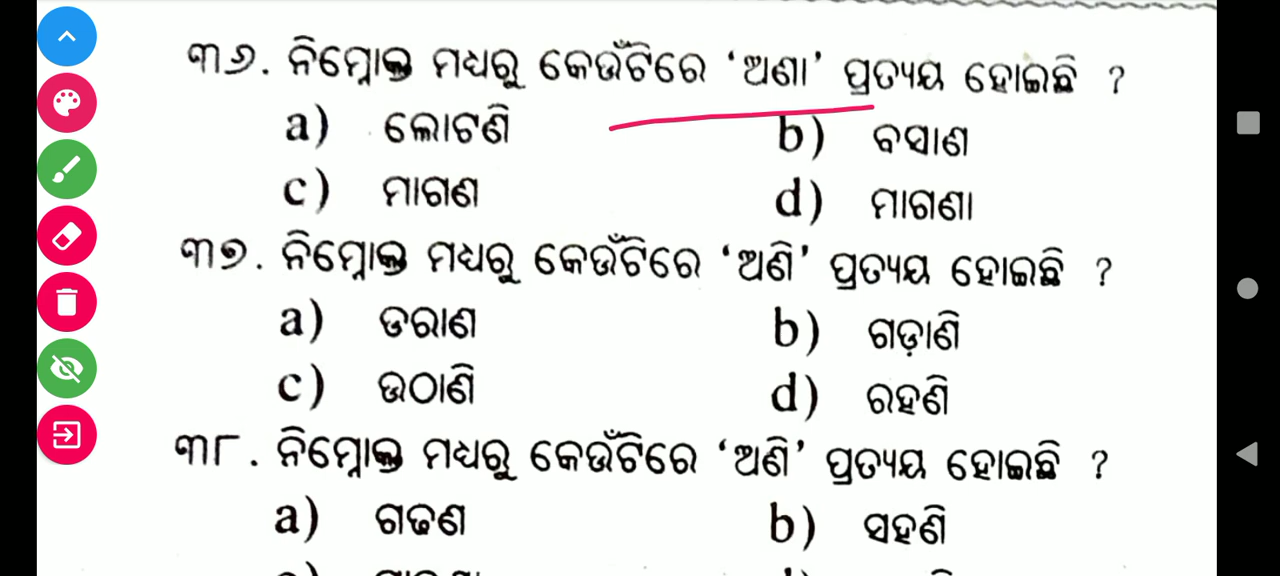 ୩୬. ନିମ୍ନୋକ୍ତ ମଧ୍ୟରୁ କେଉଁଟିରେ ‘ଅଣା’ ପ୍ରତ୍ୟୟ ହୋଇଛି ?
a) ଲୋଟଣି b) ବସାଣ
c) ମାଗଣ d) ମାଗଣା
୩୭. ନିମ୍ନୋକ୍ତ ମଧ୍ୟରୁ କେଉଁଟିରେ ‘ଅଣି’ ପ୍ରତ୍ୟୟ ହୋଇଛି ?
a) ଡରାଣ b) ଗଡ଼ାଣି
c) ଉଠାଣି d) ରହଣି
୩୮. ନିମ୍ନୋକ୍ତ ମଧ୍ୟରୁ କେଉଁଟିରେ ‘ଅଣି’ ପ୍ରତ୍ୟୟ ହୋଇଛି ?
a) ଗଢଣ b) ସହଣି